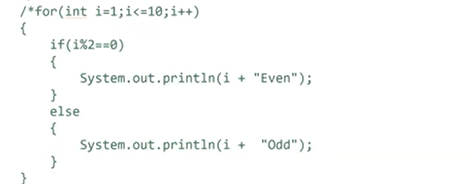 /*for(int i=1;i<=10;i++)
{
    if(i%2==0)
    {
        System.out.println(i + "Even");
    }
    else
    {
        System.out.println(i +  "Odd");
    }
}